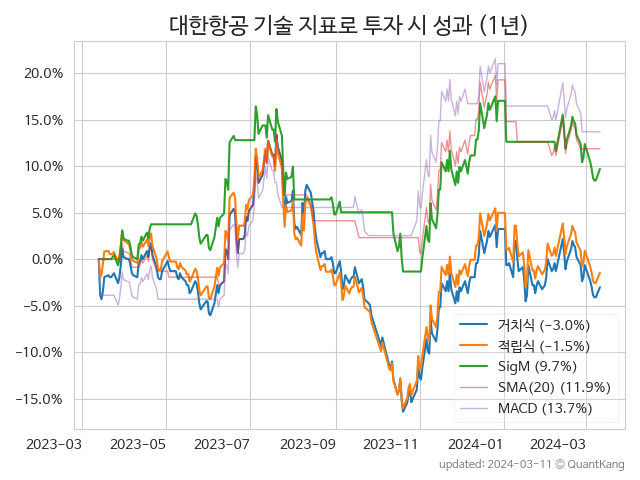 대한항공 기술 지표로 투자 시 성과 (1년)
20.0%
15.0%
10.0%
5.0%
0.0%
−5.0%
−10.0%
−15.0%
거치식 (−3.0%)
적립식 (−1.5%)
SigM (9.7%)
SMA(20) (11.9%)
MACD (13.7%)
2023-03 2023-05 2023-07 2023-09 2023-11 2024-01 2024-03
updated: 2024-03-11 ⓒ QuantKang